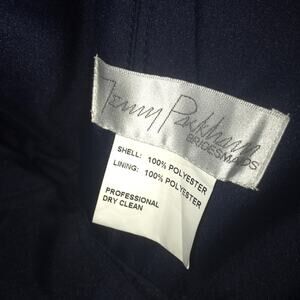 Jenny Packham
BRIDESMAIDS
SHELL: 100% POLYESTER
LINING: 100% POLYESTER
PROFESSIONAL
DRY CLEAN